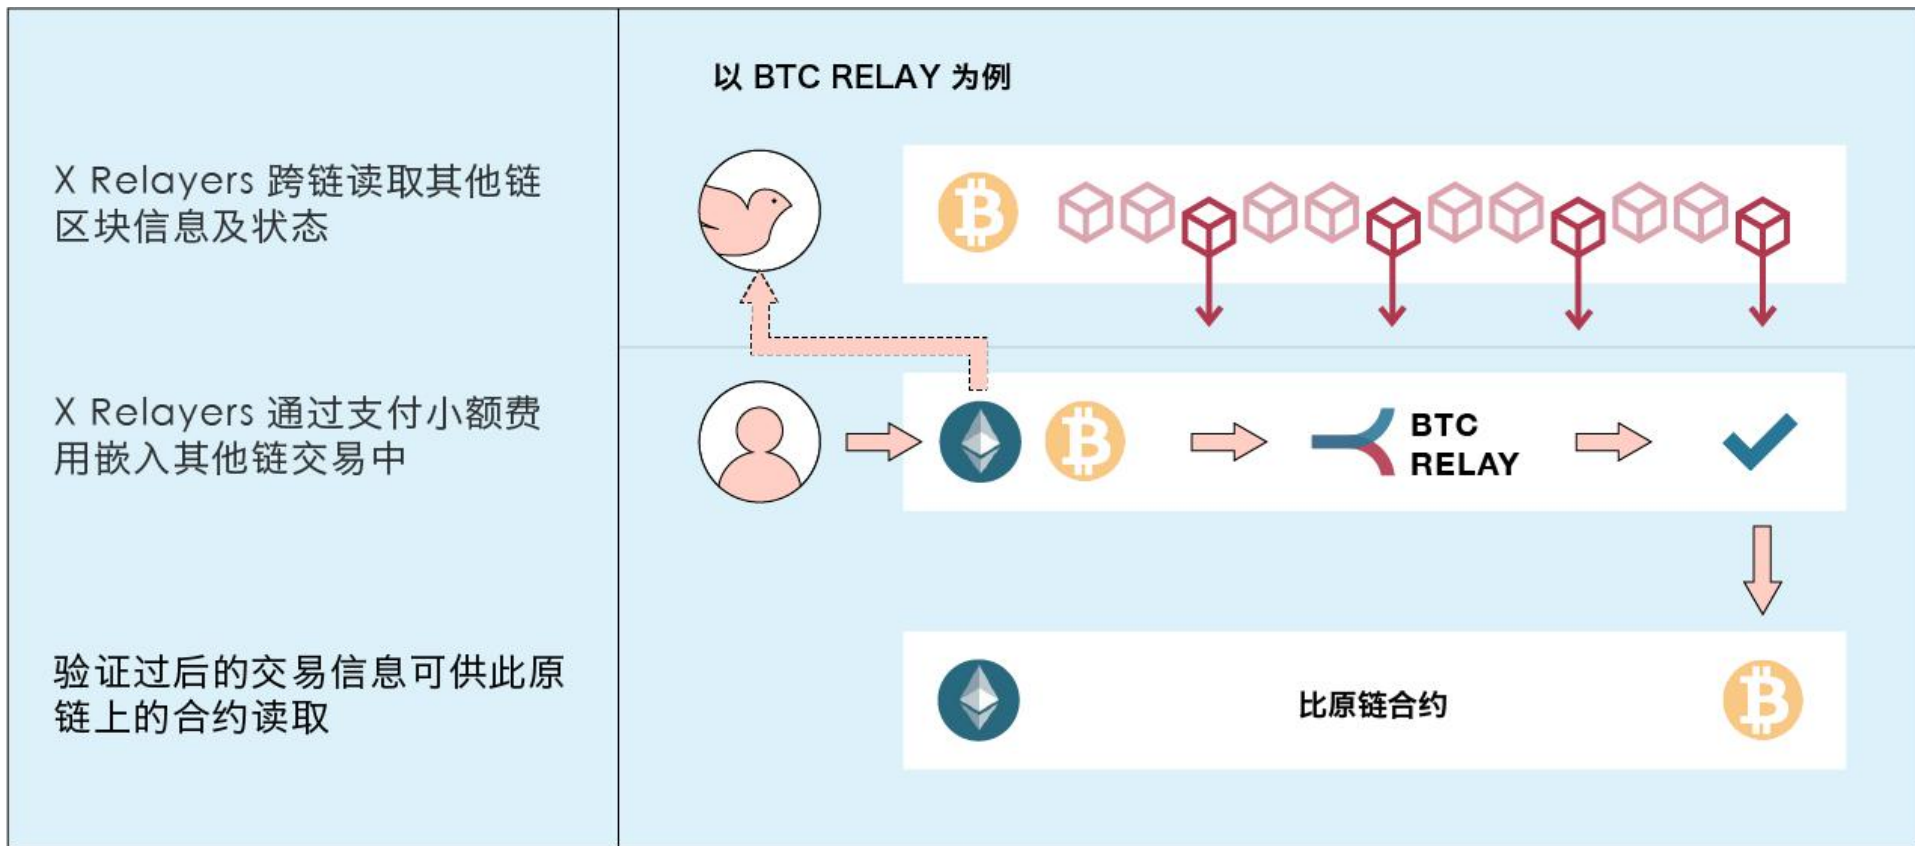 以 BTC RELAY 为例
X Relayers 跨链读取其他链
区块信息及状态
X Relayers 通过支付小额费
用嵌入其他链交易中
BTC
RELAY
验证过后的交易信息可供此原
链上的合约读取
比原链合约